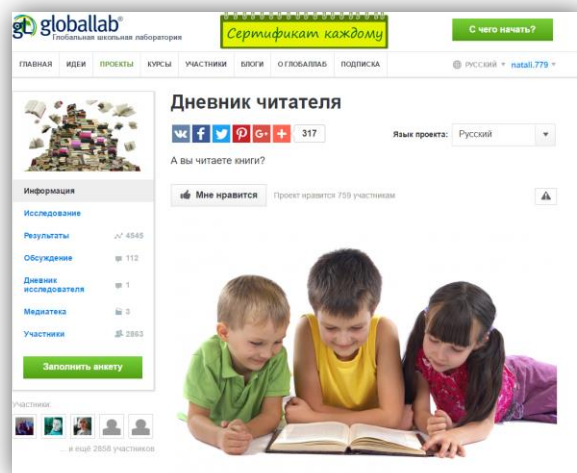 globallab®
Глобальная школьная лаборатория
Сертификат каждому
С чего начать?
ГЛАВНАЯ ИДЕИ ПРОЕКТЫ КУРСЫ УЧАСТНИКИ БЛОГИ О ГЛОБАЛЛАБ ПОДПИСКА
РУССКИЙ natali.779
Дневник читателя
317
Язык проекта: Русский
А вы читаете книги?
Мне нравится Проект нравится 759 участникам
Информация
Исследование
Результаты 4545
Обсуждение 112
Дневник
исследователя 1
Медиатека 3
Участники 2863
Заполнить анкету
Участники:
... и ещё 2858 участников